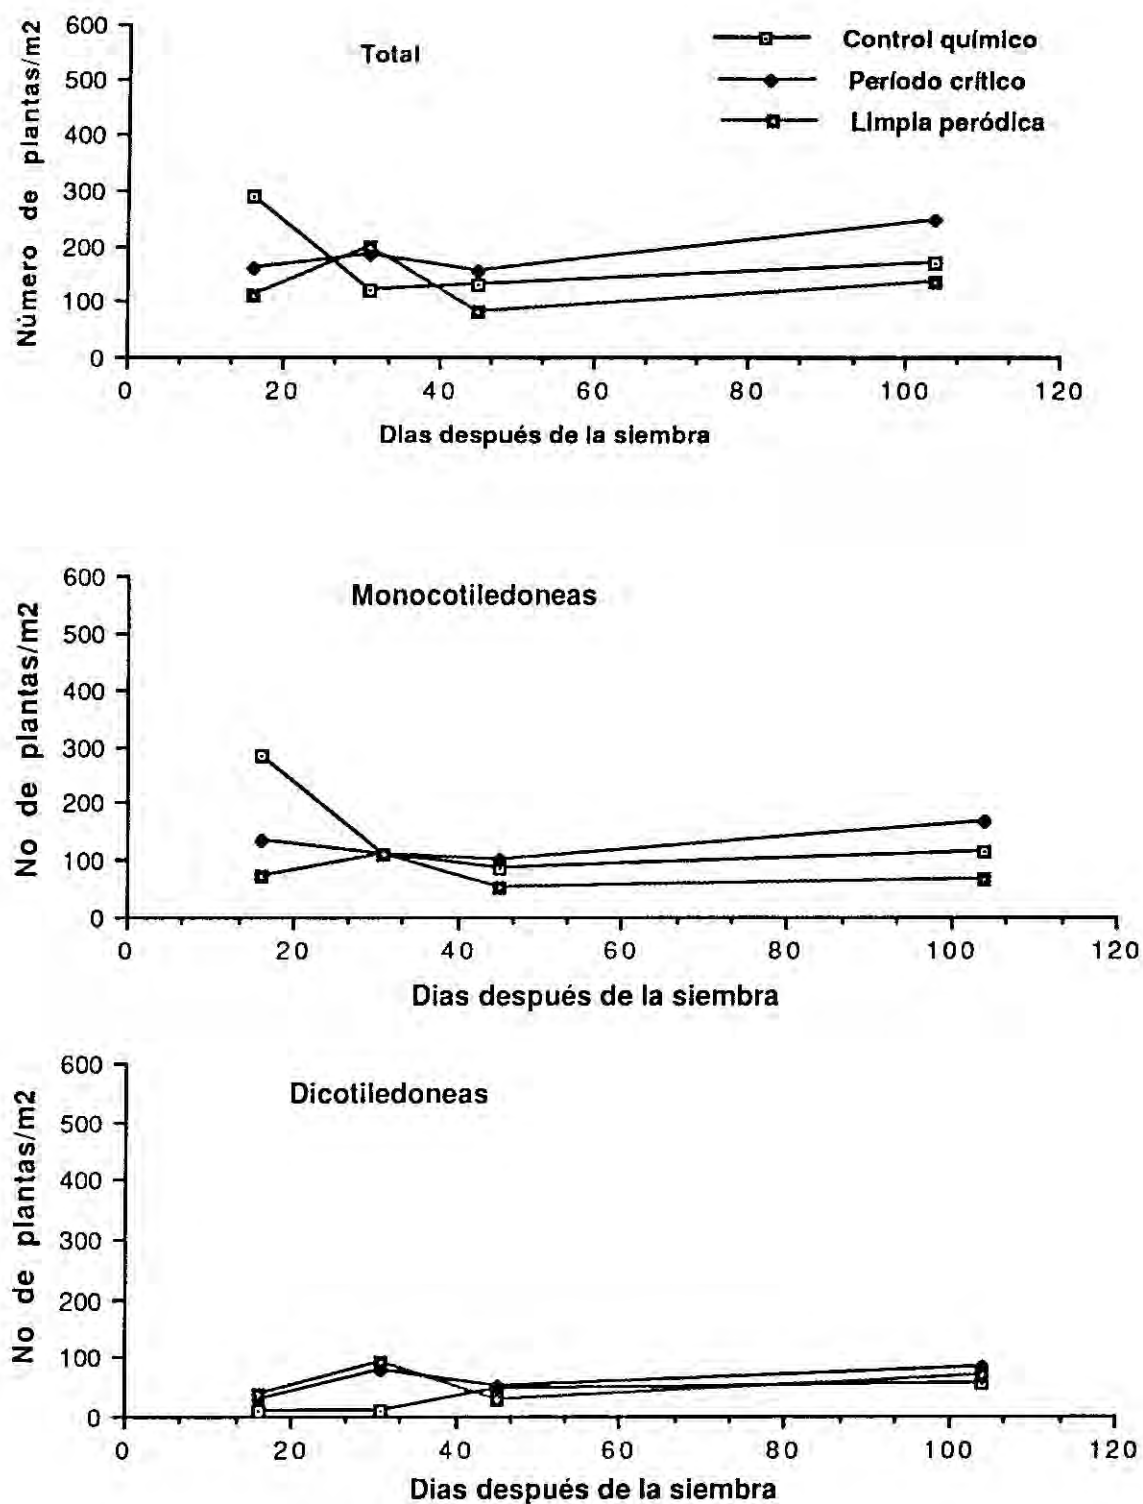 600
Total
Control químico
500
Período crítico
400
Limpia peródica
300
200
100
0
Número de plantas/m2
0 20 40 60 80 100 120
Dias después de la siembra
600
Monocotiledoneas
500
400
300
200
100
0
No de plantas/m2
0 20 40 60 80 100 120
Dias después de la siembra
600
Dicotiledoneas
500
400
300
200
100
0
No de plantas/m2
0 20 40 60 80 100 120
Dias después de la siembra